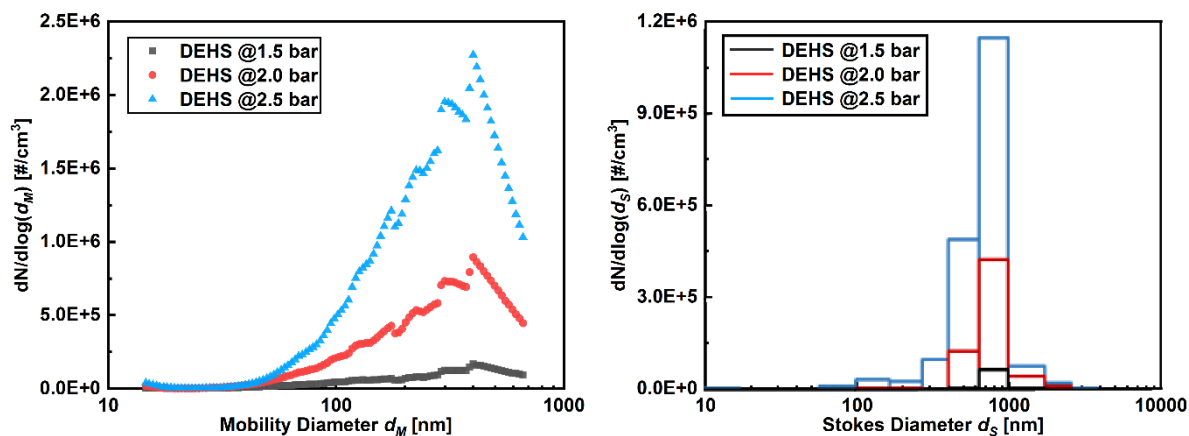 2.5E+6
2.0E+6
1.5E+6
1.0E+6
5.0E+5
0.0E+0
dN/dlog(d_M) [#/cm³]
DEHS @1.5 bar
DEHS @2.0 bar
DEHS @2.5 bar
10
100
1000
Mobility Diameter d_M [nm]
1.2E+6
9.0E+5
6.0E+5
3.0E+5
0.0E+0
dN/dlog(d_S) [#/cm³]
DEHS @1.5 bar
DEHS @2.0 bar
DEHS @2.5 bar
10
100
1000
10000
Stokes Diameter d_S [nm]